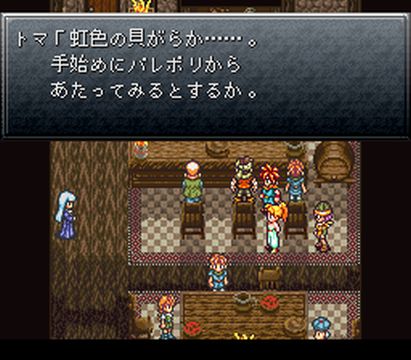 トマ「虹色の貝がらか……。
手始めにパレポリから
あたってみるとするか。